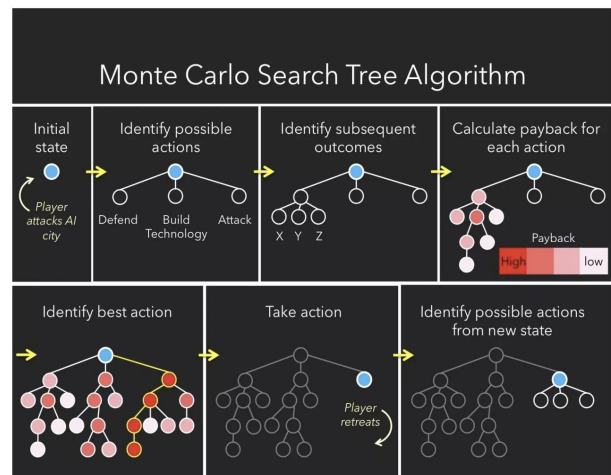 Monte Carlo Search Tree Algorithm
Initial
state
Player
attacks AI
city
Identify possible
actions
Defend
Build
Technology
Attack
Identify subsequent
outcomes
X Y Z
Calculate payback for
each action
Payback
High
low
Identify best action
Take action
Player
retreats
Identify possible actions
from new state